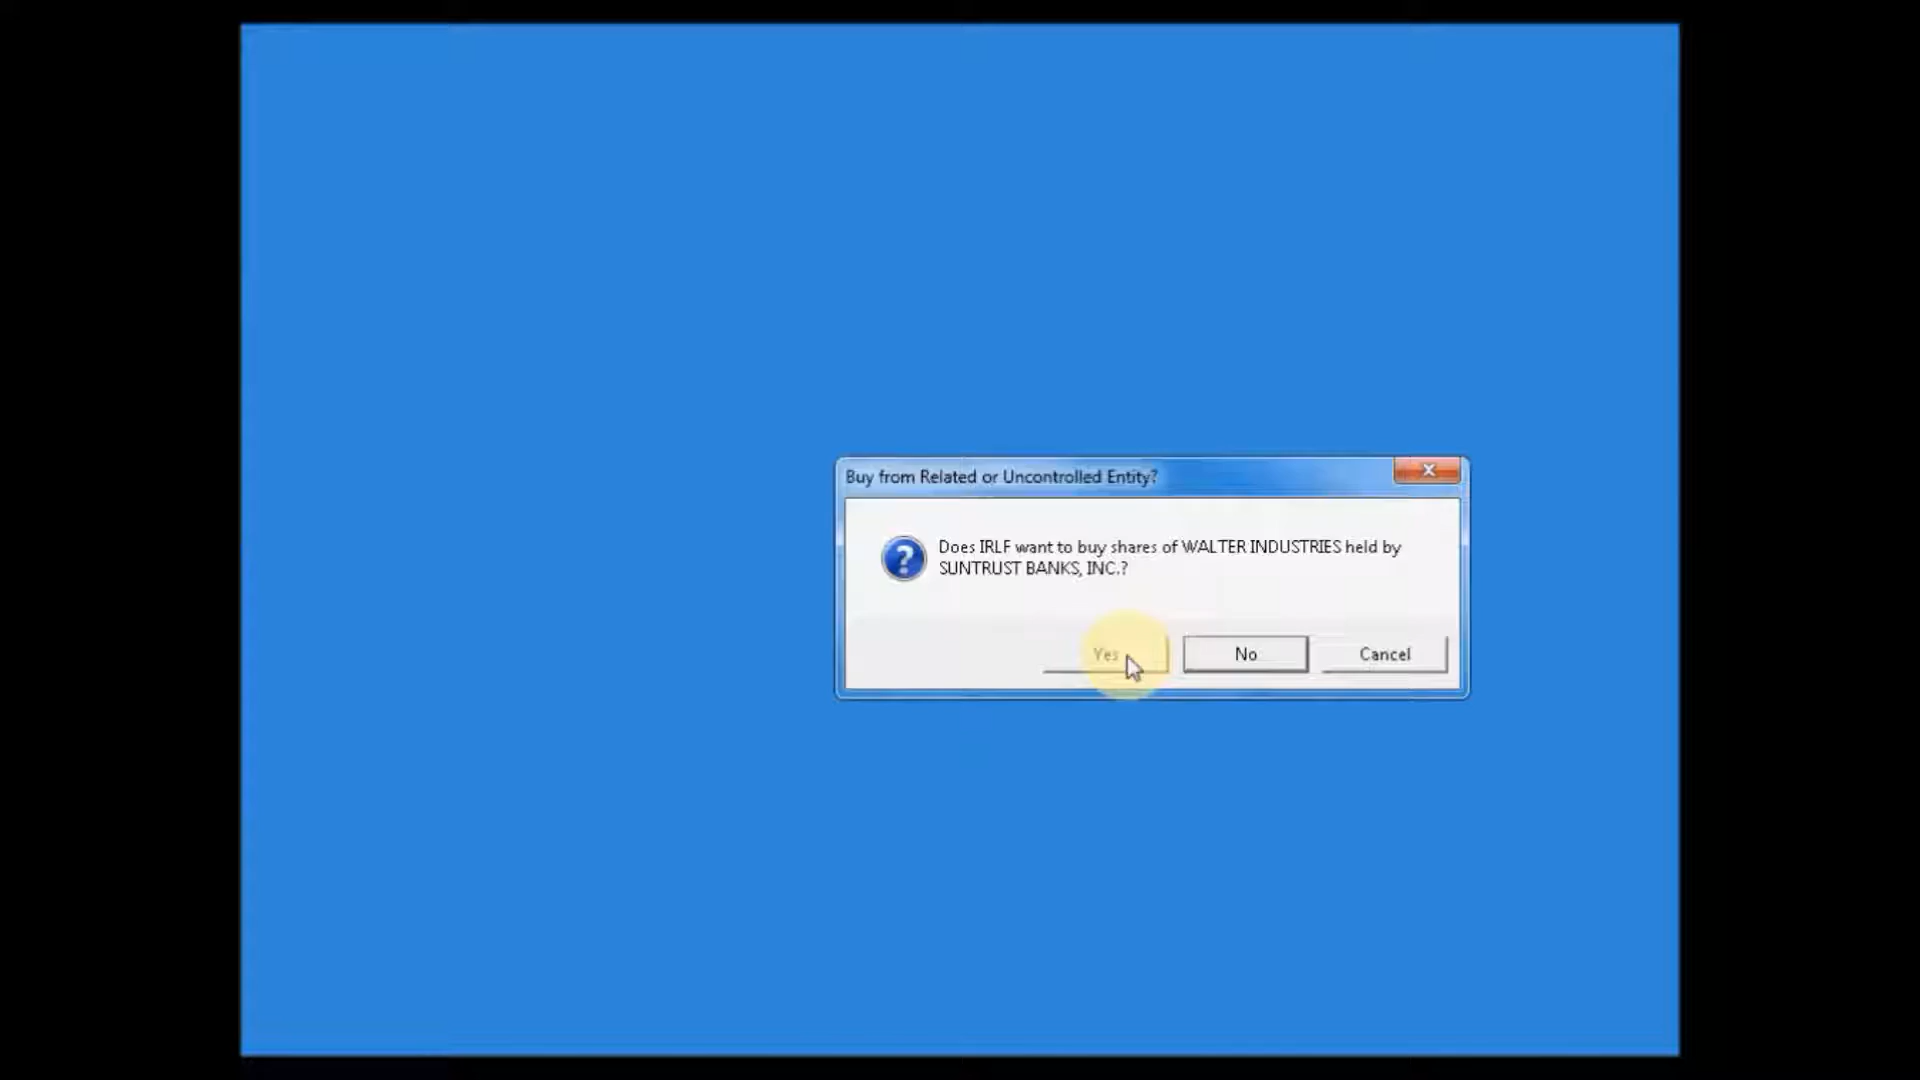 Buy from Related or Uncontrolled Entity?
Does IRLF want to buy shares of WALTER INDUSTRIES held by
SUNTRUST BANKS, INC.?
Yes
No
Cancel